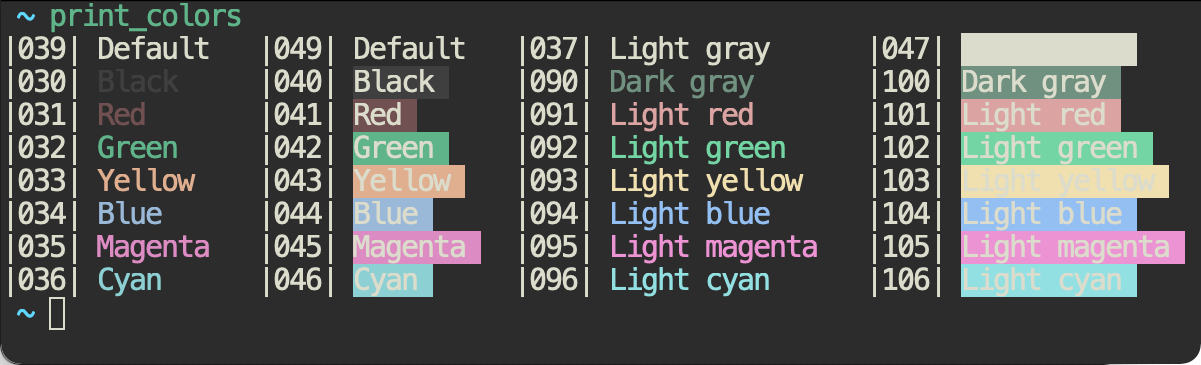 ~ print_colors
|039| Default |049| Default |037| Light gray |047|
|030| Black |040| Black |090| Dark gray |100| Dark gray
|031| Red |041| Red |091| Light red |101| Light red
|032| Green |042| Green |092| Light green |102| Light green
|033| Yellow |043| Yellow |093| Light yellow |103| Light yellow
|034| Blue |044| Blue |094| Light blue |104| Light blue
|035| Magenta |045| Magenta |095| Light magenta |105| Light magenta
|036| Cyan |046| Cyan |096| Light cyan |106| Light cyan
~